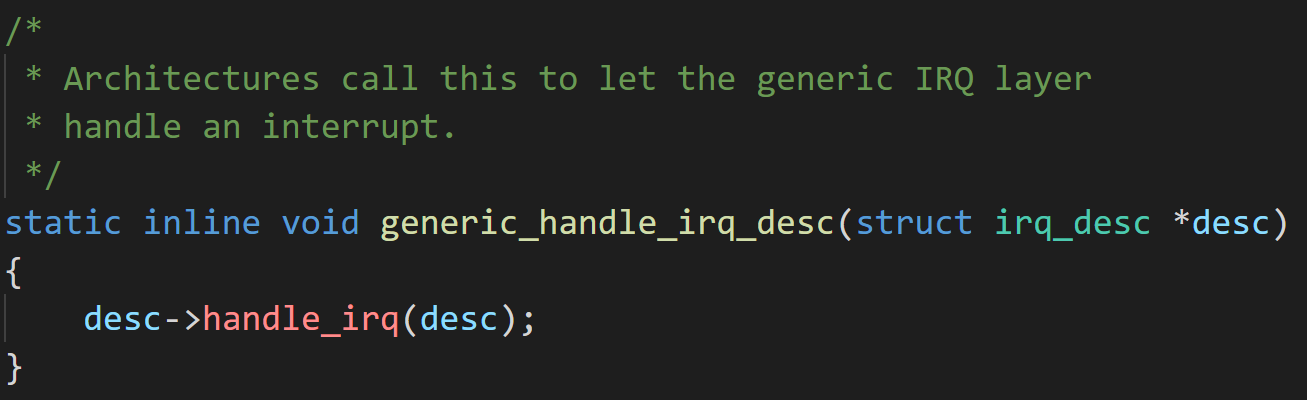 /*
 * Architectures call this to let the generic IRQ layer
 * handle an interrupt.
 */
static inline void generic_handle_irq_desc(struct irq_desc *desc)
{
    desc->handle_irq(desc);
}